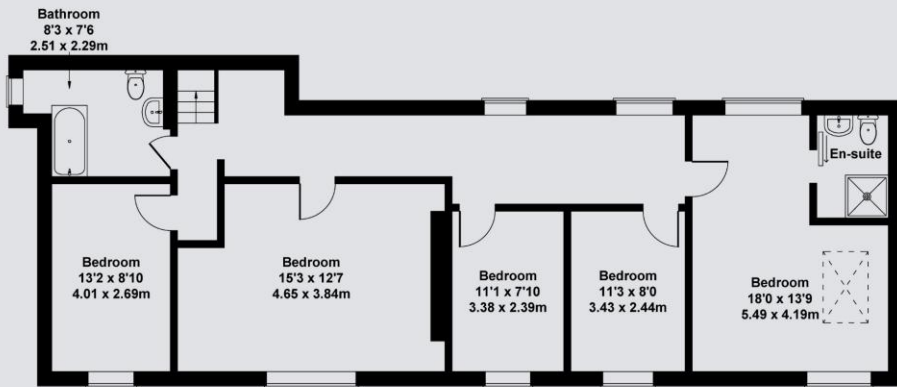 Bathroom
8'3 x 7'6
2.51 x 2.29m
En-suite
Bedroom
13'2 x 8'10
4.01 x 2.69m
Bedroom
15'3 x 12'7
4.65 x 3.84m
Bedroom
11'1 x 7'10
3.38 x 2.39m
Bedroom
11'3 x 8'0
3.43 x 2.44m
Bedroom
18'0 x 13'9
5.49 x 4.19m